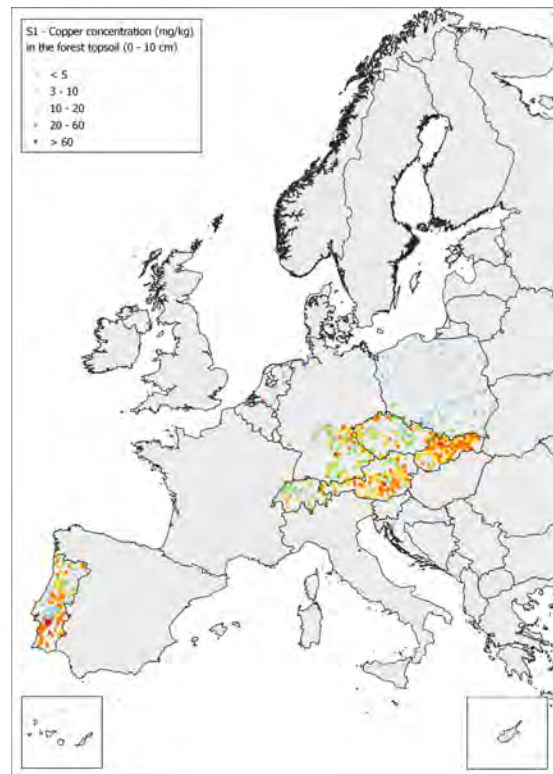 S1 - Copper concentration (mg/kg)
in the forest topsoil (0 - 10 cm)
< 5
3 - 10
10 - 20
20 - 60
> 60